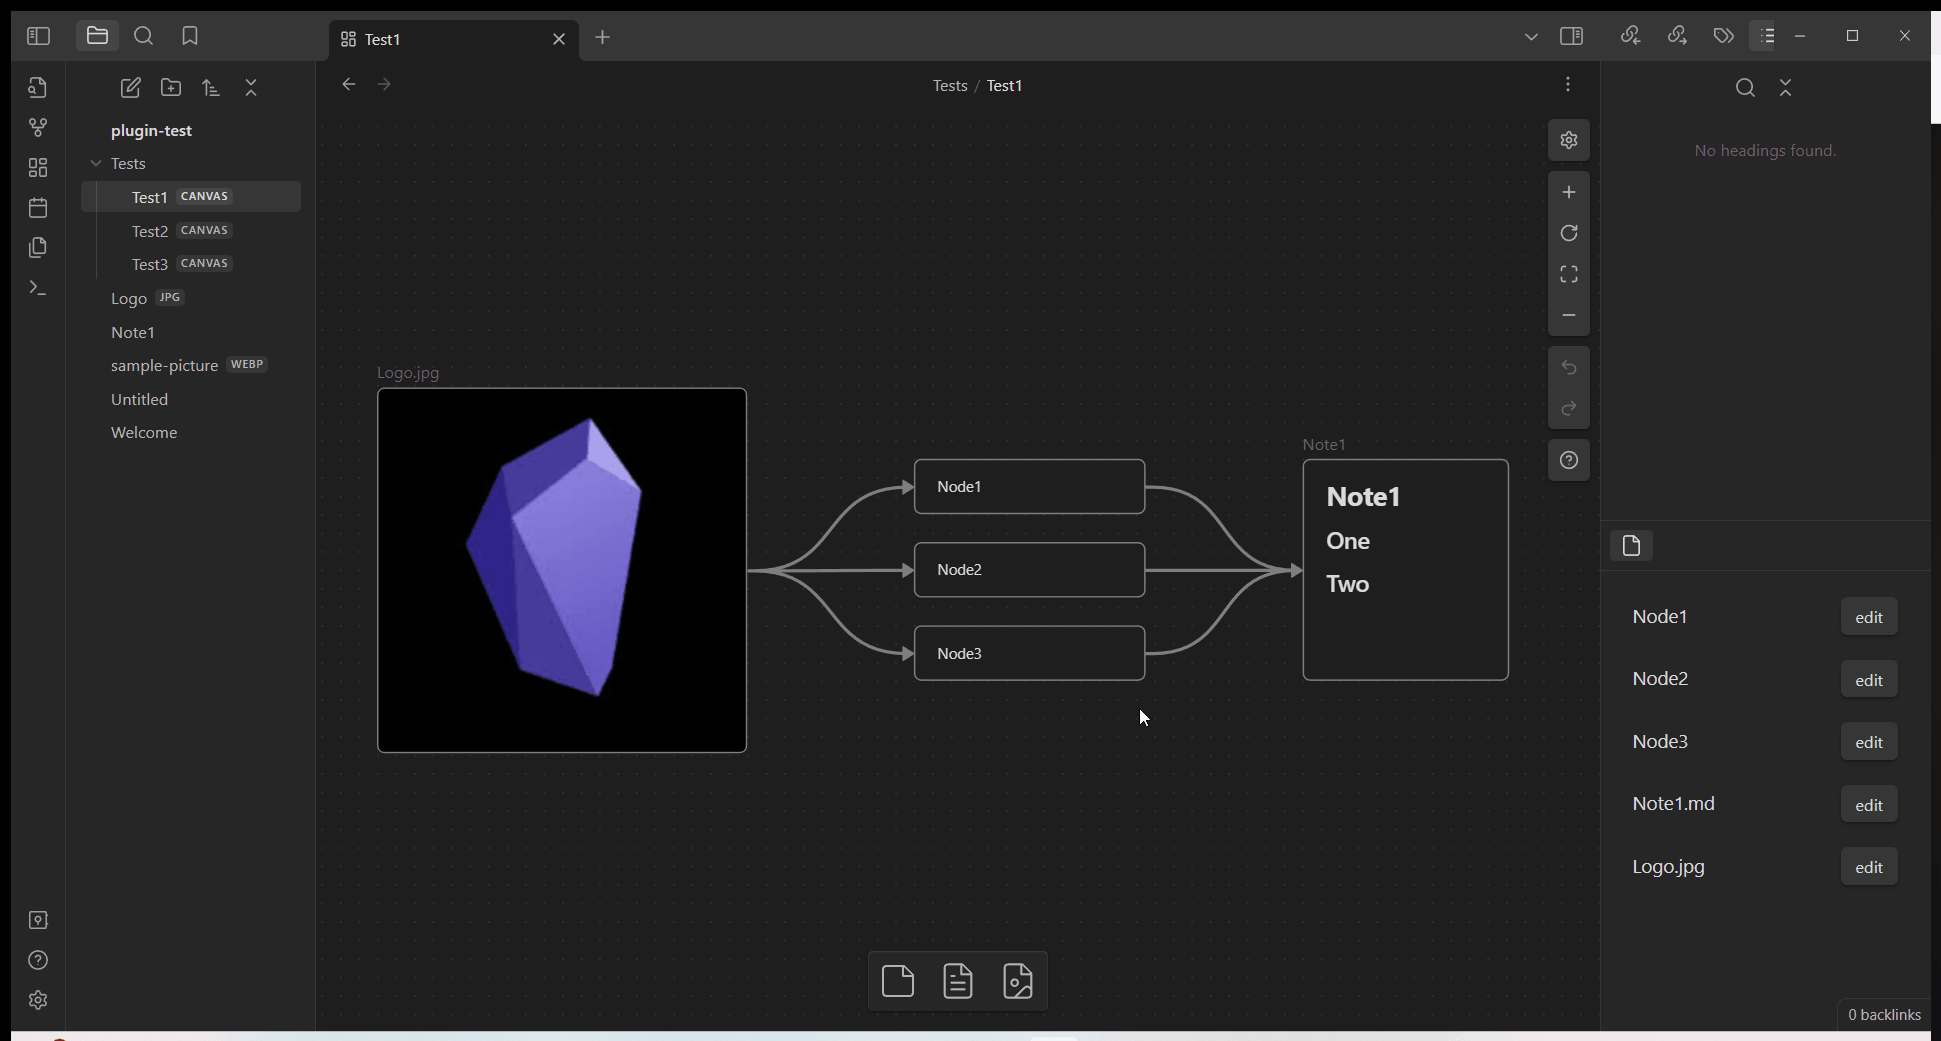 Test1
Tests / Test1
plugin-test
Tests
Test1 CANVAS
Test2 CANVAS
Test3 CANVAS
Logo JPG
Note1
sample-picture WEBP
Untitled
Welcome
Logo.jpg
Node1
Node2
Node3
Note1
Note1
One
Two
No headings found.
Node1 edit
Node2 edit
Node3 edit
Note1.md edit
Logo.jpg edit
0 backlinks